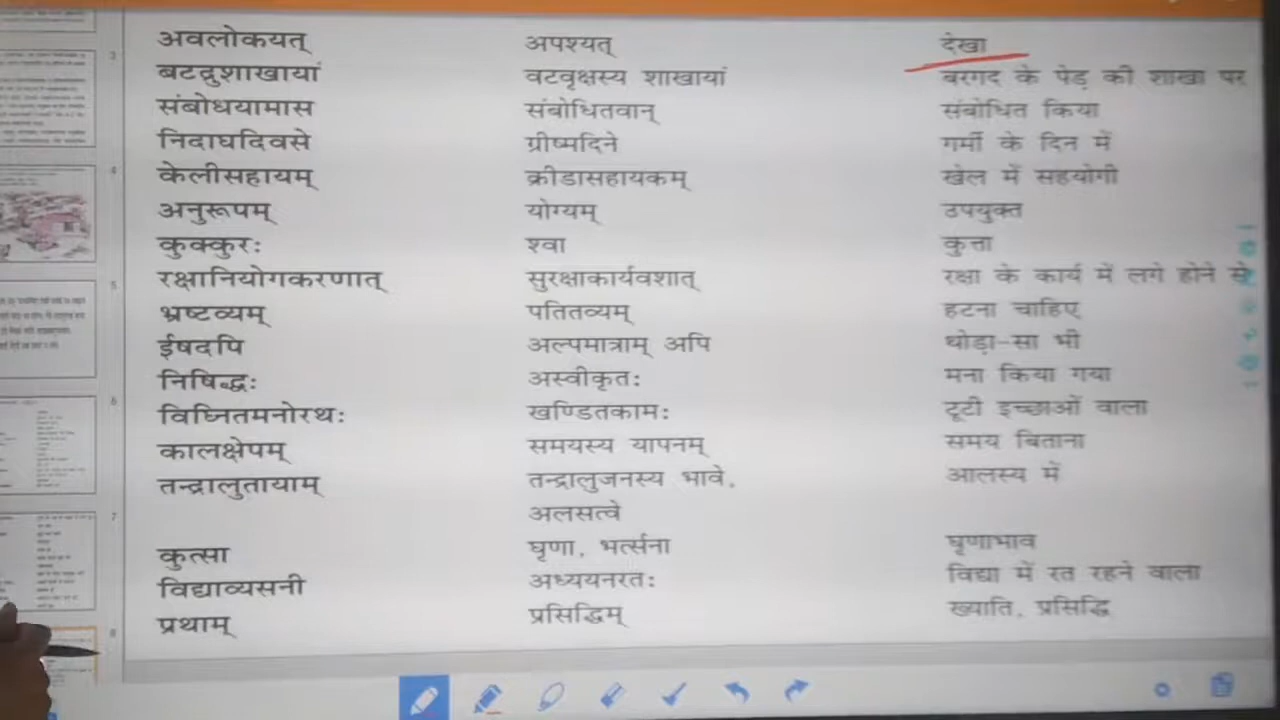 अवलोकयत् अपश्यत् देखा
बटद्रुशाखायां वटवृक्षस्य शाखायां बरगद के पेड़ की शाखा पर
संबोधयामास संबोधितवान् संबोधित किया
निदाघदिवसे ग्रीष्मदिने गर्मी के दिन में
केलीसहायम् क्रीडासहायकम् खेल में सहयोगी
अनुरूपम् योग्यम् उपयुक्त
कुक्कुरः श्वा कुत्ता
रक्षानियोगकरणात् सुरक्षाकार्यवशात् रक्षा के कार्य में लगे होने से
भ्रष्टव्यम् पतितव्यम् हटना चाहिए
ईषदपि अल्पमात्राम् अपि थोड़ा-सा भी
निषिद्धः अस्वीकृतः मना किया गया
विघ्नितमनोरथः खण्डितकामः टूटी इच्छाओं वाला
कालक्षेपम् समयस्य यापनम् समय बिताना
तन्द्रालुतायाम् तन्द्रालुजनस्य भावे, आलस्य में
अलसत्वे
कुत्सा घृणा, भर्त्सना घृणाभाव
विद्याव्यसनी अध्ययनरतः विद्या में रत रहने वाला
प्रथाम् प्रसिद्धिम् ख्याति, प्रसिद्धि